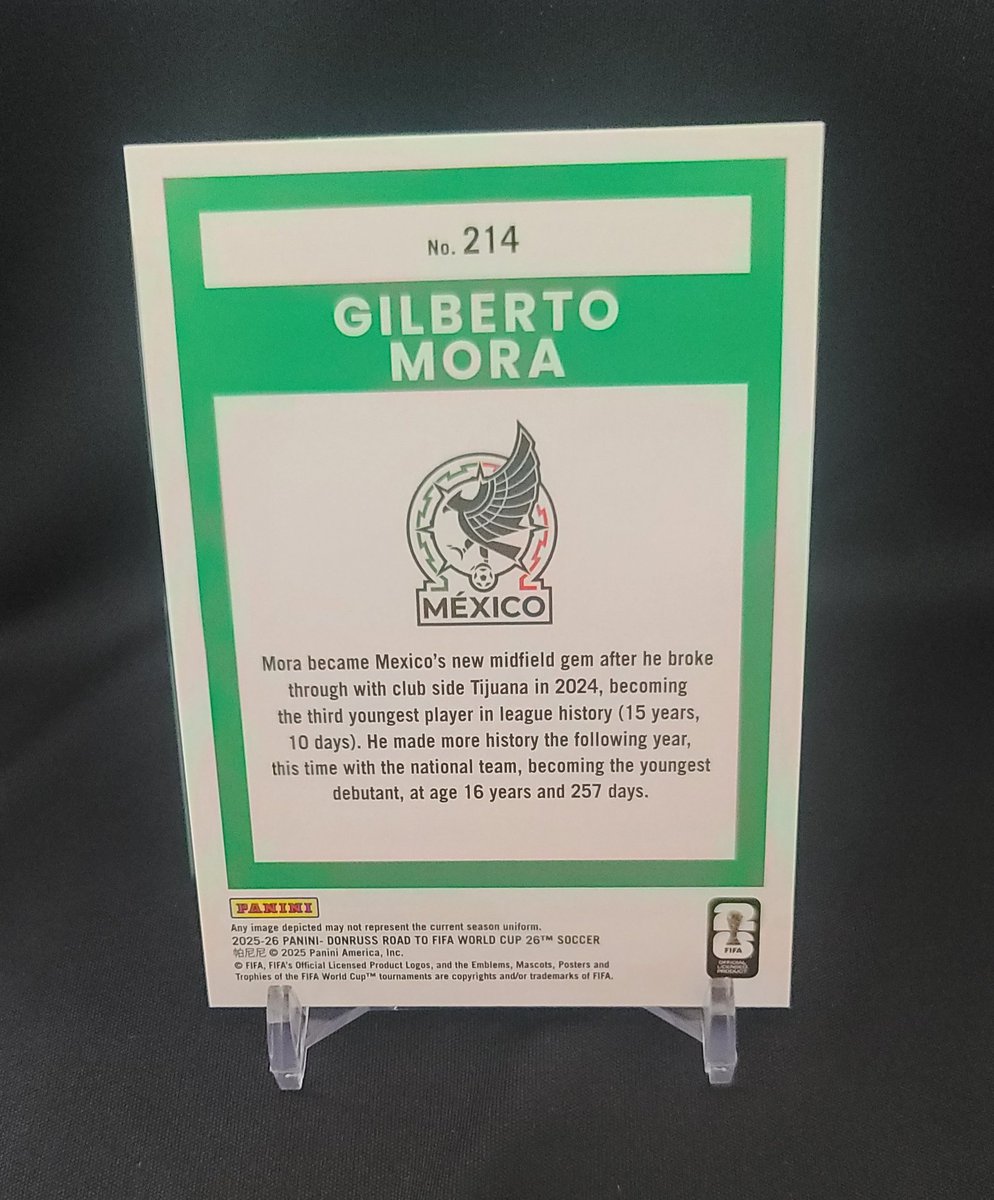 No. 214
GILBERTO
MORA
MÉXICO
Mora became Mexico's new midfield gem after he broke
through with club side Tijuana in 2024, becoming
the third youngest player in league history (15 years,
10 days). He made more history the following year,
this time with the national team, becoming the youngest
debutant, at age 16 years and 257 days.
PANINI
Any image depicted may not represent the current season uniform.
2025-26 PANINI- DONRUSS ROAD TO FIFA WORLD CUP 26™ SOCCER
帕尼尼 © 2025 Panini America, Inc.
© FIFA, FIFA's Official Licensed Product Logos, and the Emblems, Mascots, Posters and
Trophies of the FIFA World Cup™ tournaments are copyrights and/or trademarks of FIFA.
26
FIFA
OFFICIAL
LICENSED
PRODUCT